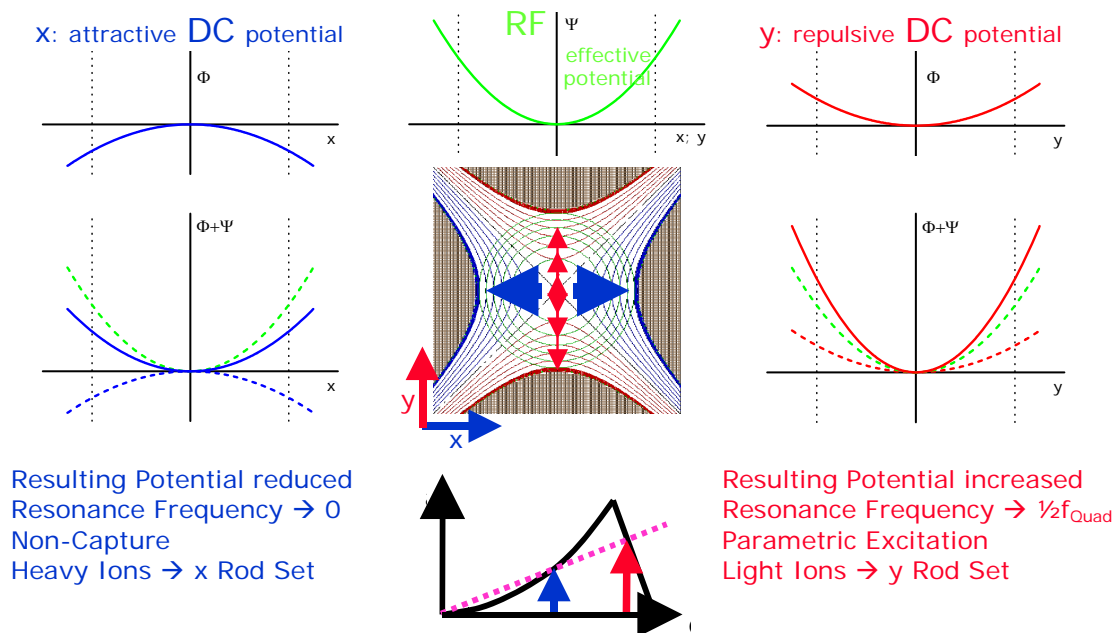 x: attractive DC potential
Φ
x
RF
Ψ
effective
potential
x; y
y: repulsive DC potential
Φ
y
Φ+Ψ
x
y
x
Φ+Ψ
y
Resulting Potential reduced
Resonance Frequency → 0
Non-Capture
Heavy Ions → x Rod Set
Resulting Potential increased
Resonance Frequency → ½fQuad
Parametric Excitation
Light Ions → y Rod Set